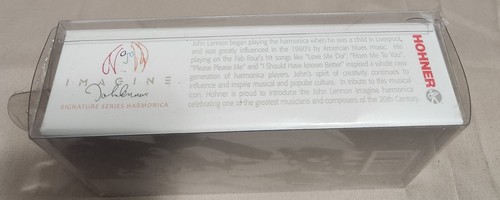 John Lennon began playing the harmonica when he was a child in Liverpool,
and was greatly influenced in the 1960's by American blues music. His
playing on the Fab Four's hit songs like "Love Me Do", "From Me To You",
"Please Please Me" and "I Should Have Known Better" inspired a whole new
generation of harmonica players. John's spirit of creativity continues to
influence and inspire musical and popular culture. In tribute to this musical
icon, Hohner is proud to introduce the John Lennon Imagine harmonica
celebrating one of the greatest musicians and composers of the 20th Century.
IMAGINE
John Lennon
SIGNATURE SERIES HARMONICA
HOHNER